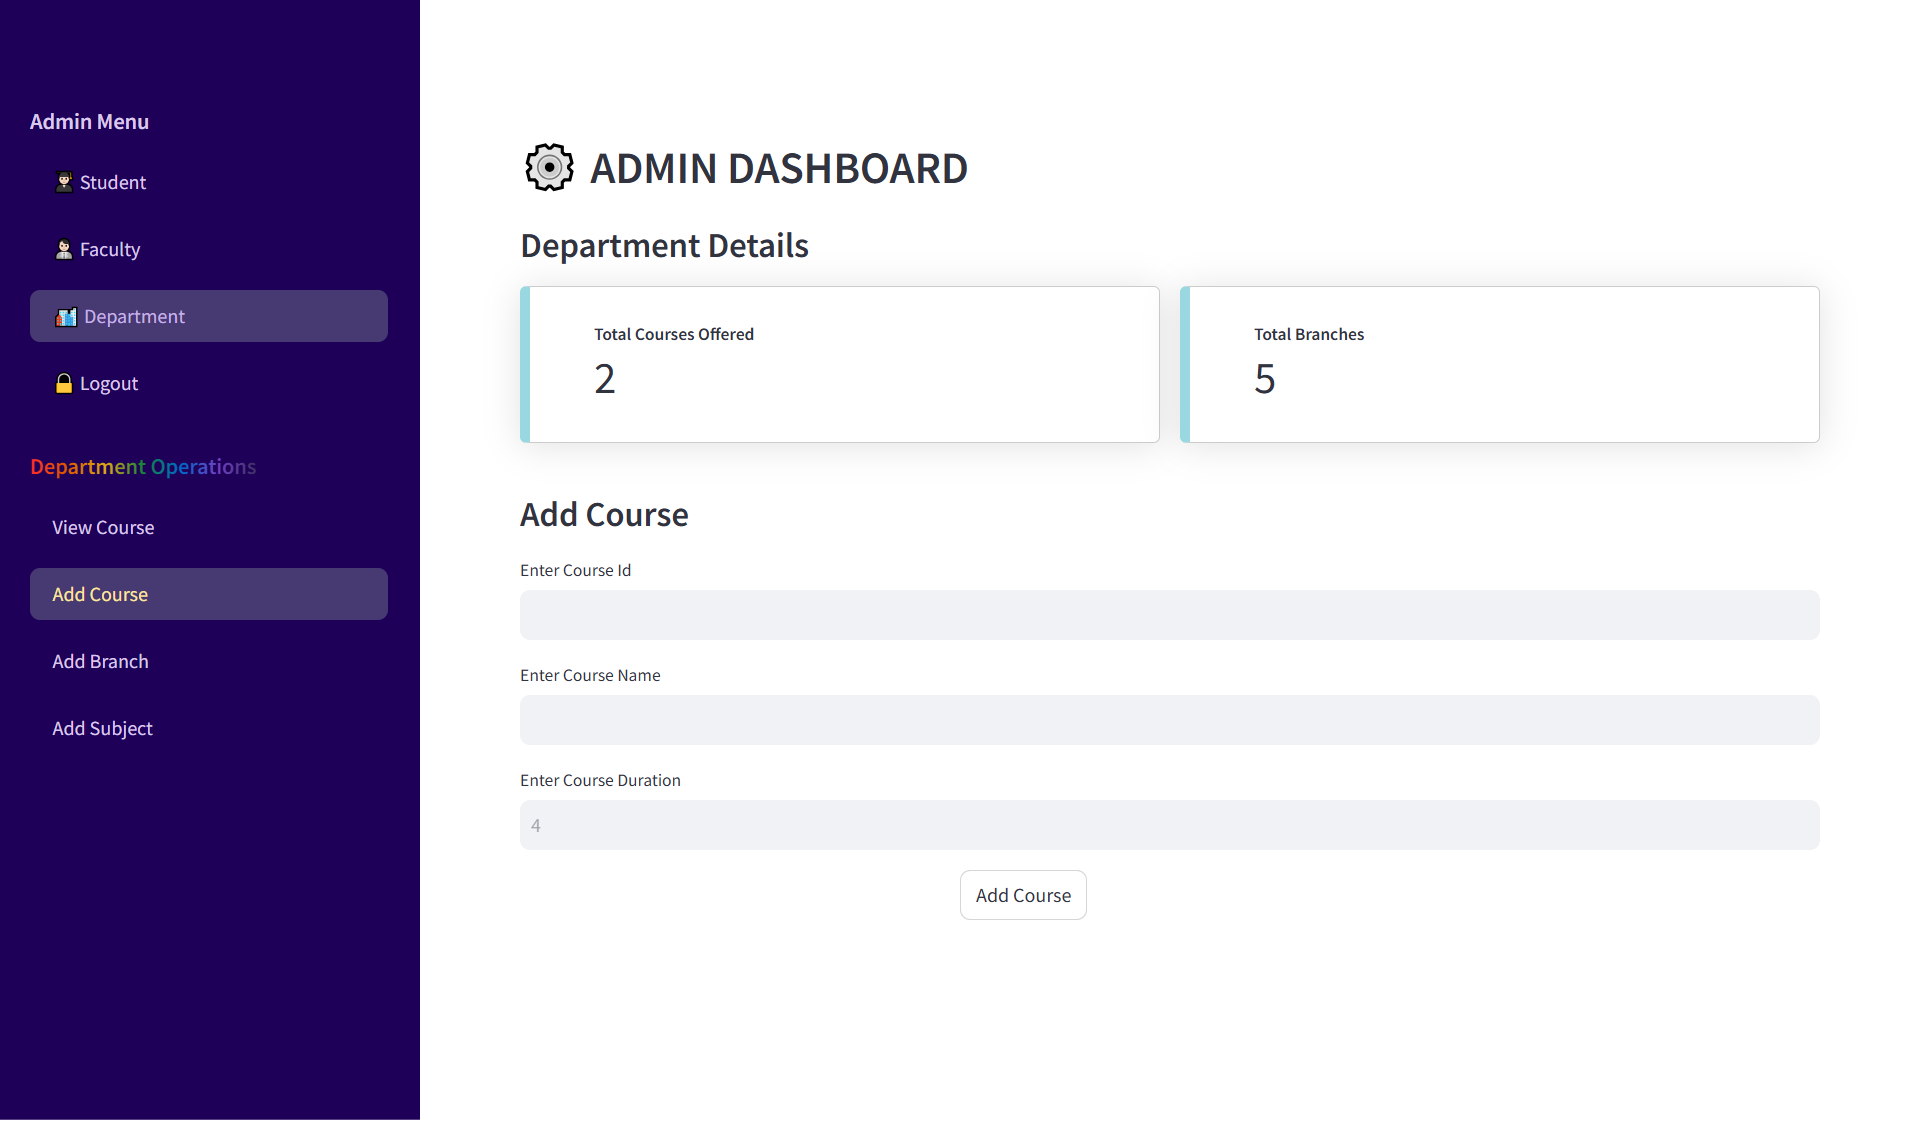 Admin Menu
Student
Faculty
Department
Logout
Department Operations
View Course
Add Course
Add Branch
Add Subject
ADMIN DASHBOARD
Department Details
Total Courses Offered
2
Total Branches
5
Add Course
Enter Course Id
Enter Course Name
Enter Course Duration
4
Add Course